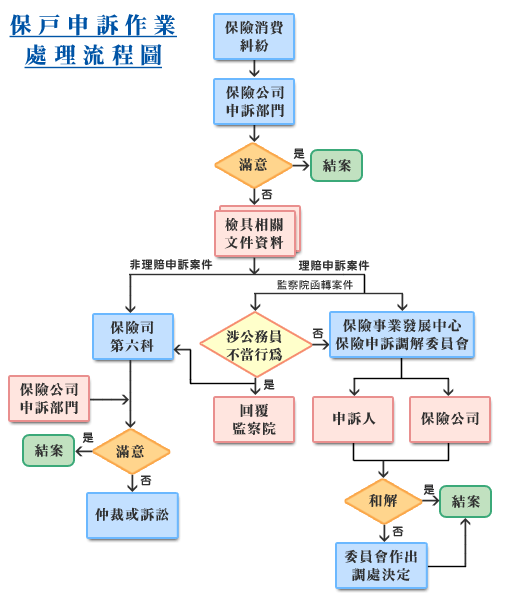 保戶申訴作業
處理流程圖
保險消費
糾紛
保險公司
申訴部門
滿意
是
結案
否
檢具相關
文件資料
非理賠申訴案件
理賠申訴案件
監察院函轉案件
保險司
第六科
涉公務員
不當行為
否
保險事業發展中心
保險申訴調解委員會
是
回覆
監察院
保險公司
申訴部門
申訴人
保險公司
滿意
是
結案
否
仲裁或訴訟
和解
是
結案
否
委員會作出
調處決定